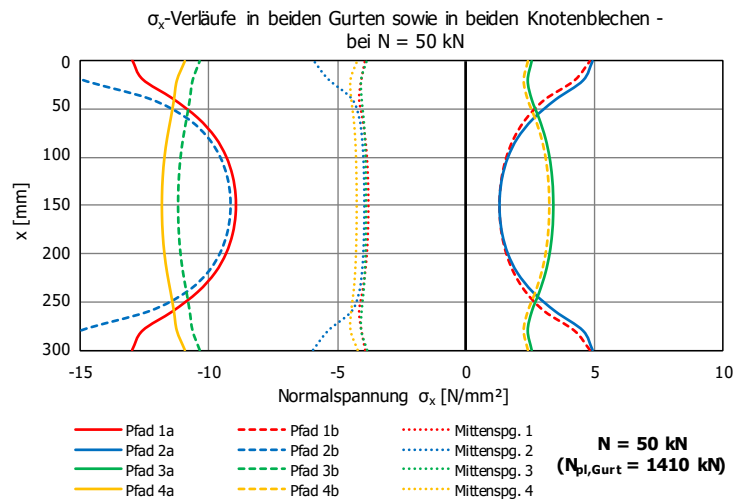 σx-Verläufe in beiden Gurten sowie in beiden Knotenblechen -
bei N = 50 kN
0
50
100
150
200
250
300
x [mm]
-15 -10 -5 0 5 10
Normalspannung σx [N/mm²]
Pfad 1a Pfad 1b Mittenspg. 1
Pfad 2a Pfad 2b Mittenspg. 2
Pfad 3a Pfad 3b Mittenspg. 3
Pfad 4a Pfad 4b Mittenspg. 4
N = 50 kN
(Npl,Gurt = 1410 kN)